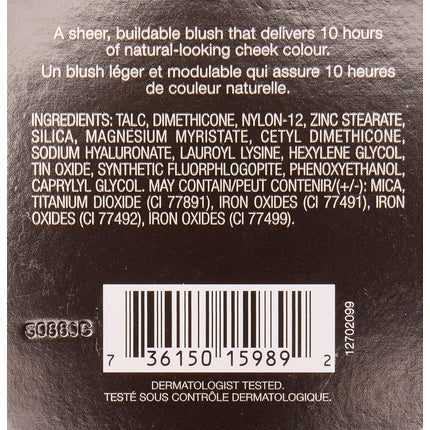 A sheer, buildable blush that delivers 10 hours
of natural-looking cheek colour.
Un blush léger et modulable qui assure 10 heures
de couleur naturelle.
INGREDIENTS: TALC, DIMETHICONE, NYLON-12, ZINC STEARATE,
SILICA, MAGNESIUM MYRISTATE, CETYL DIMETHICONE,
SODIUM HYALURONATE, LAUROYL LYSINE, HEXYLENE GLYCOL,
TIN OXIDE, SYNTHETIC FLUORPHLOGOPITE, PHENOXYETHANOL,
CAPRYLYL GLYCOL. MAY CONTAIN/PEUT CONTENIR/(+/-): MICA,
TITANIUM DIOXIDE (CI 77891), IRON OXIDES (CI 77491), IRON
OXIDES (CI 77492), IRON OXIDES (CI 77499).
7 36150 15989 2
12702099
DERMATOLOGIST TESTED.
TESTÉ SOUS CONTRÔLE DERMATOLOGIQUE.